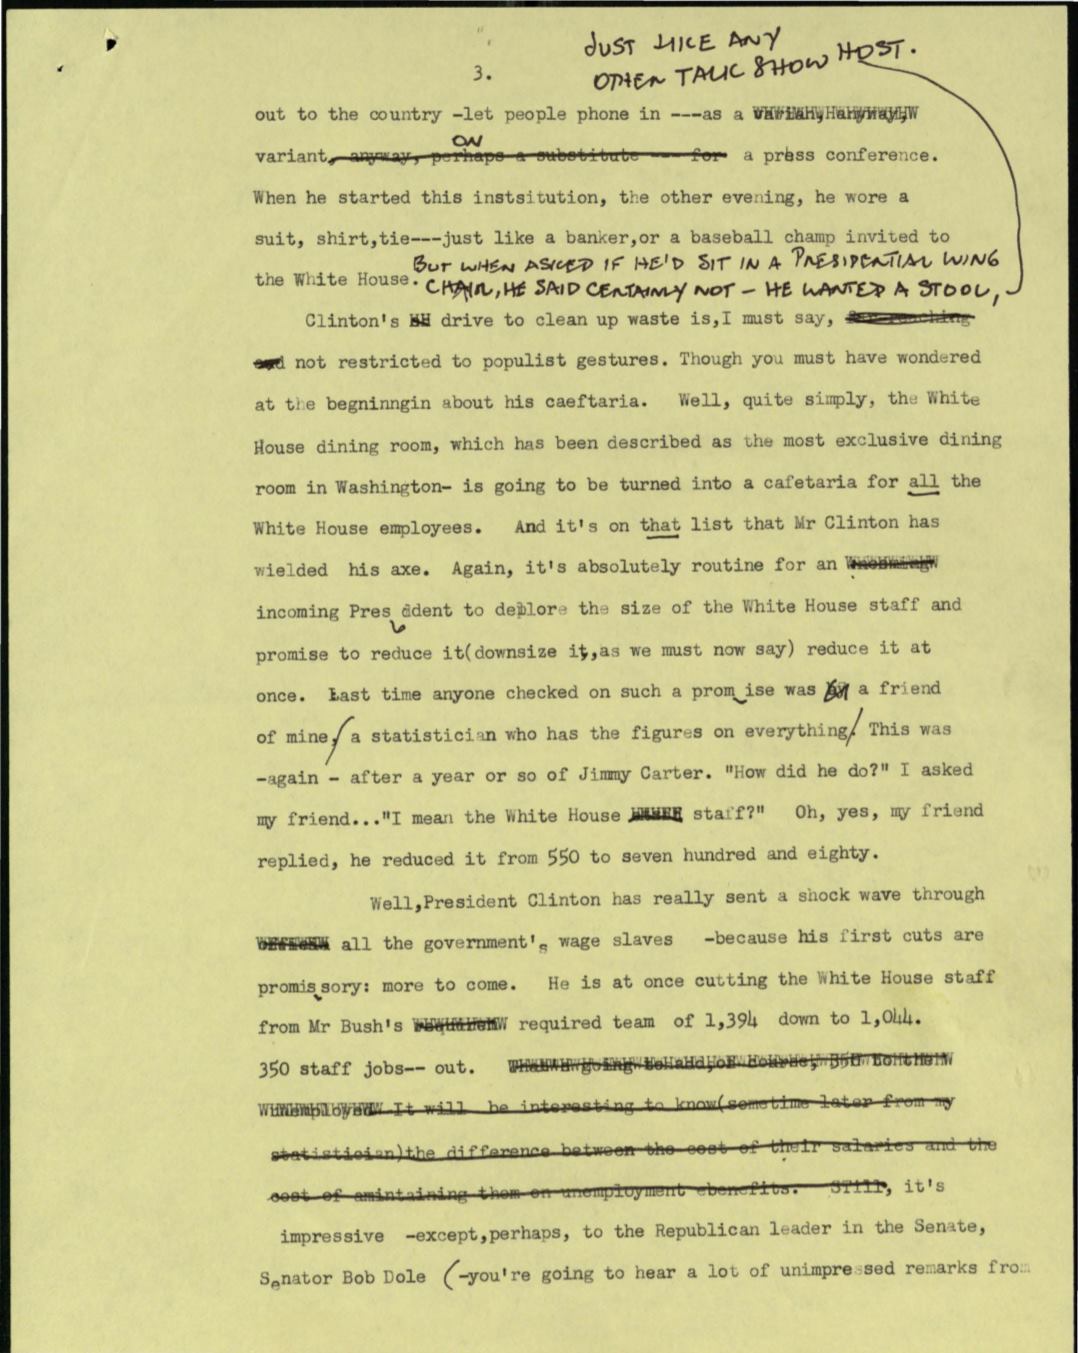 JUST LIKE ANY
3.
OTHER TALK SHOW HOST.
out to the country -let people phone in ---as a
variant, anyway, perhaps a substitute --- for ON a press conference.
When he started this instsitution, the other evening, he wore a
suit, shirt,tie---just like a banker,or a baseball champ invited to
BUT WHEN ASKED IF HE'D SIT IN A PRESIDENTIAL WING
the White House. CHAIR, HE SAID CERTAINLY NOT — HE WANTED A STOOL,
Clinton's drive to clean up waste is,I must say, far reaching
and not restricted to populist gestures. Though you must have wondered
at the begninngin about his caeftaria. Well, quite simply, the White
House dining room, which has been described as the most exclusive dining
room in Washington- is going to be turned into a cafetaria for all the
White House employees. And it's on that list that Mr Clinton has
wielded his axe. Again, it's absolutely routine for an
incoming Pres ident to deplore the size of the White House staff and
promise to reduce it(downsize it,as we must now say) reduce it at
once. Last time anyone checked on such a prom ise was a friend
of mine, a statistician who has the figures on everything. This was
-again - after a year or so of Jimmy Carter. "How did he do?" I asked
my friend..."I mean the White House staff?" Oh, yes, my friend
replied, he reduced it from 550 to seven hundred and eighty.
Well,President Clinton has really sent a shock wave through
all the government's wage slaves -because his first cuts are
promis sory: more to come. He is at once cutting the White House staff
from Mr Bush's required team of 1,394 down to 1,044.
350 staff jobs-- out.
It will be interesting to know(sometime later from my
statistician)the difference between the cost of their salaries and the
cost of amintaining them on unemployment ebenefits. STill, it's
impressive -except,perhaps, to the Republican leader in the Senate,
Senator Bob Dole (-you're going to hear a lot of unimpressed remarks from